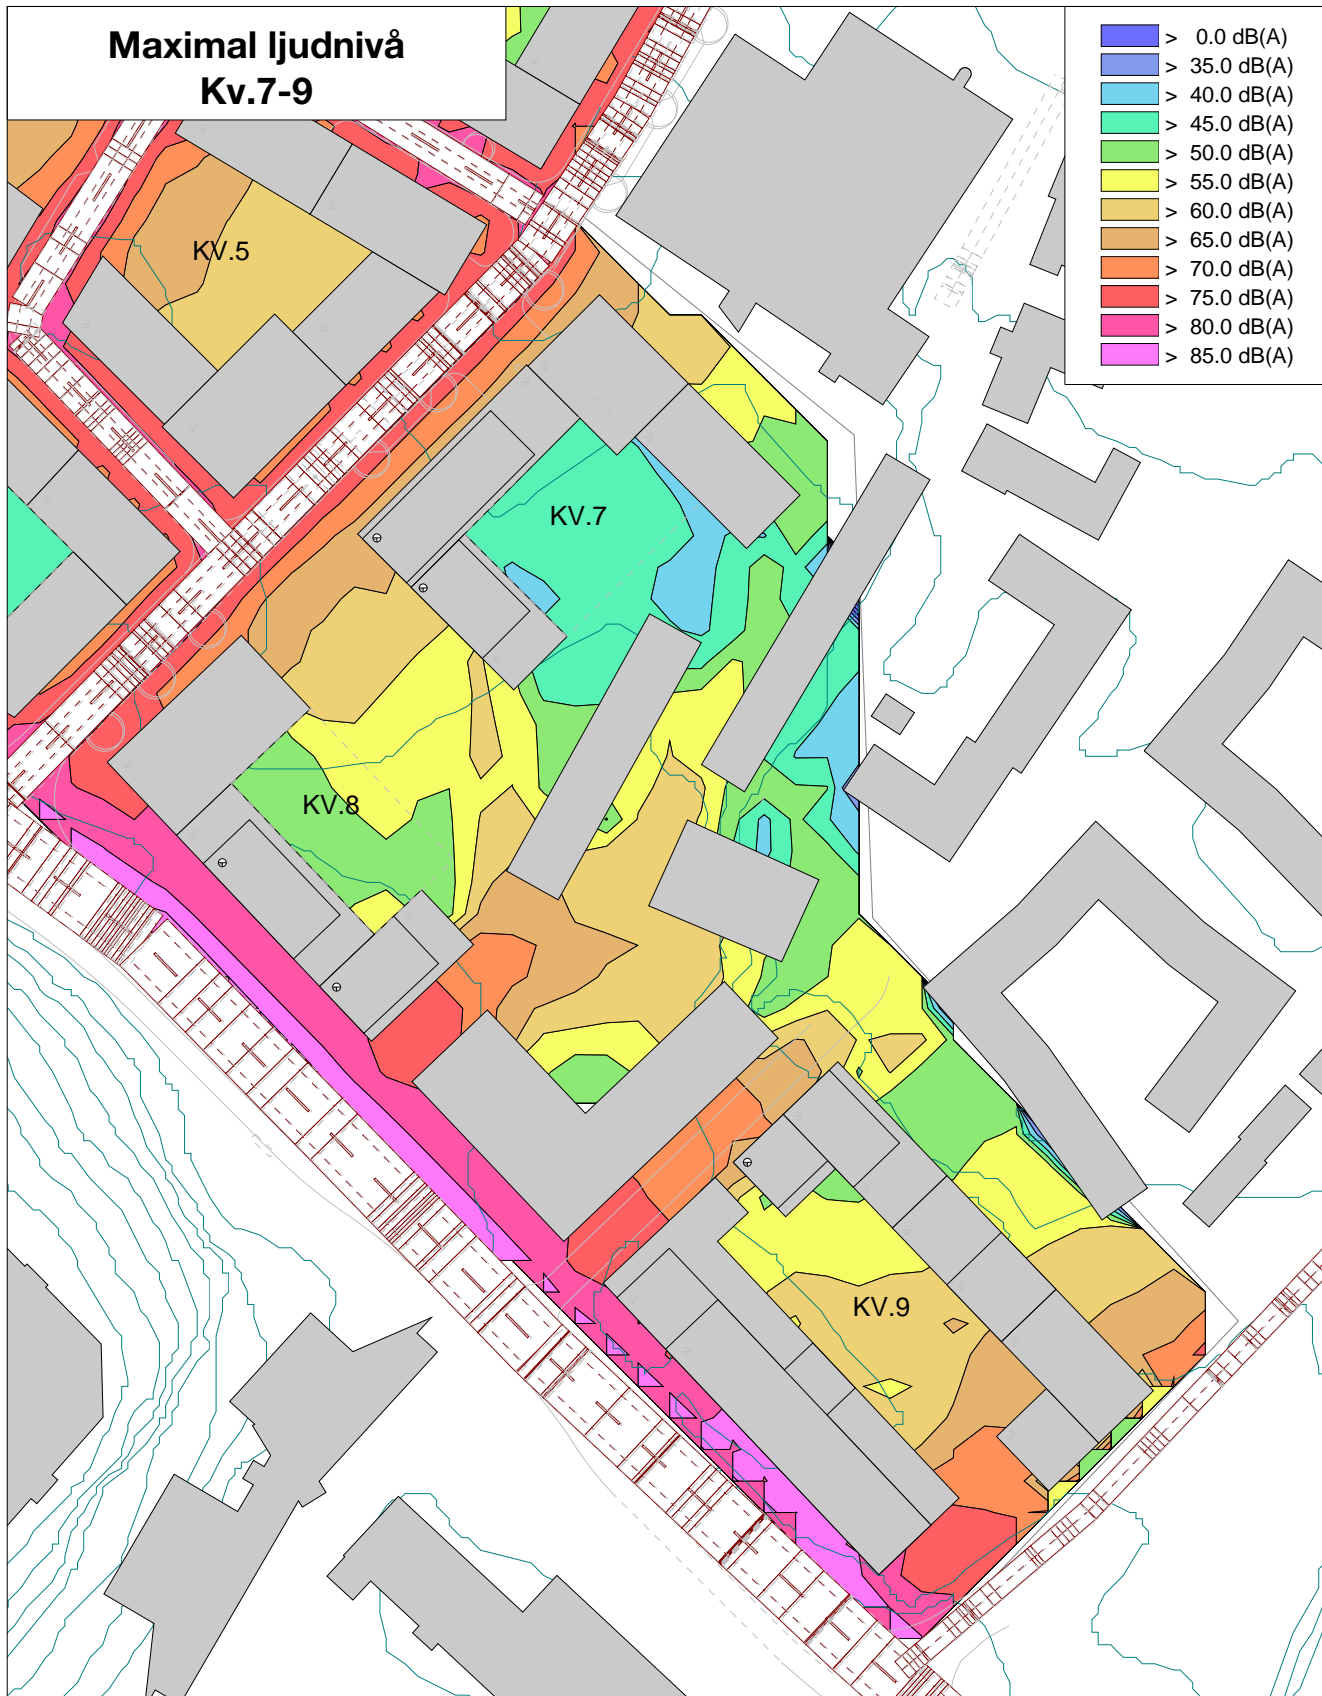 Maximal ljudnivå
Kv.7-9
> 0.0 dB(A)
> 35.0 dB(A)
> 40.0 dB(A)
> 45.0 dB(A)
> 50.0 dB(A)
> 55.0 dB(A)
> 60.0 dB(A)
> 65.0 dB(A)
> 70.0 dB(A)
> 75.0 dB(A)
> 80.0 dB(A)
> 85.0 dB(A)
KV.5
KV.7
KV.8
KV.9